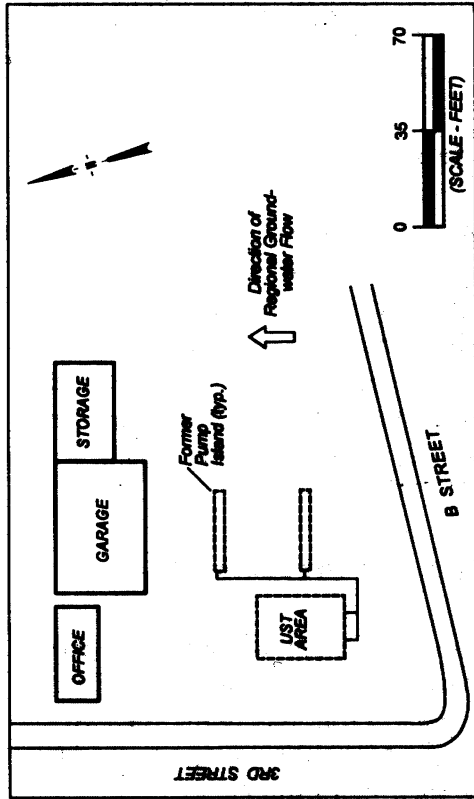 OFFICE
GARAGE
STORAGE
Former
Pump
Island (typ.)
UST
AREA
Direction of
Regional Ground-
water Flow
3RD STREET
B STREET
0 35 70
(SCALE - FEET)